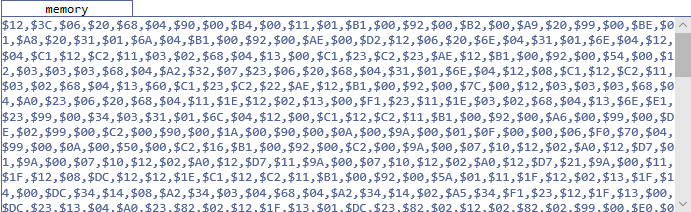 memory
$12,$3C,$06,$20,$68,$04,$90,$00,$B4,$00,$11,$01,$B1,$00,$92,$00,$B2,$00,$A9,$20,$99,$00,$BE,$0
1,$A8,$20,$31,$01,$6A,$04,$B1,$00,$92,$00,$AE,$00,$D2,$12,$06,$20,$6E,$04,$31,$01,$6E,$04,$12,
$04,$C1,$12,$C2,$11,$03,$02,$68,$04,$13,$00,$C1,$23,$C2,$23,$AE,$12,$B1,$00,$92,$00,$54,$00,$1
2,$03,$03,$03,$68,$04,$A2,$32,$07,$23,$06,$20,$68,$04,$31,$01,$6E,$04,$12,$08,$C1,$12,$C2,$11,
$03,$02,$68,$04,$13,$60,$C1,$23,$C2,$22,$AE,$12,$B1,$00,$92,$00,$7C,$00,$12,$03,$03,$03,$68,$04
,$A0,$23,$06,$20,$68,$04,$11,$1E,$12,$02,$13,$00,$F1,$23,$11,$1E,$03,$02,$68,$04,$13,$6E,$E1,
$23,$99,$00,$34,$03,$31,$01,$6C,$04,$12,$00,$C1,$12,$C2,$11,$B1,$00,$92,$00,$A6,$00,$99,$00,$D
E,$02,$99,$00,$C2,$00,$90,$00,$1A,$00,$90,$00,$0A,$00,$9A,$00,$01,$0F,$00,$00,$06,$F0,$70,$04,
$99,$00,$0A,$00,$50,$00,$C2,$16,$B1,$00,$92,$00,$C2,$00,$9A,$00,$07,$10,$12,$02,$A0,$12,$D7,$0
1,$9A,$00,$07,$10,$12,$02,$A0,$12,$D7,$11,$9A,$00,$07,$10,$12,$02,$A0,$12,$D7,$21,$9A,$00,$11,
$1F,$12,$08,$DC,$12,$12,$1E,$C1,$12,$C2,$11,$B1,$00,$92,$00,$5A,$01,$11,$1F,$12,$02,$13,$1F,$1
4,$00,$DC,$34,$14,$08,$A2,$34,$03,$04,$68,$04,$A2,$34,$14,$02,$A5,$34,$F1,$23,$12,$1F,$13,$00,
$DC,$23,$13,$04,$A0,$23,$82,$02,$12,$1F,$13,$01,$DC,$23,$82,$02,$12,$02,$82,$02,$99,$00,$E0,$0